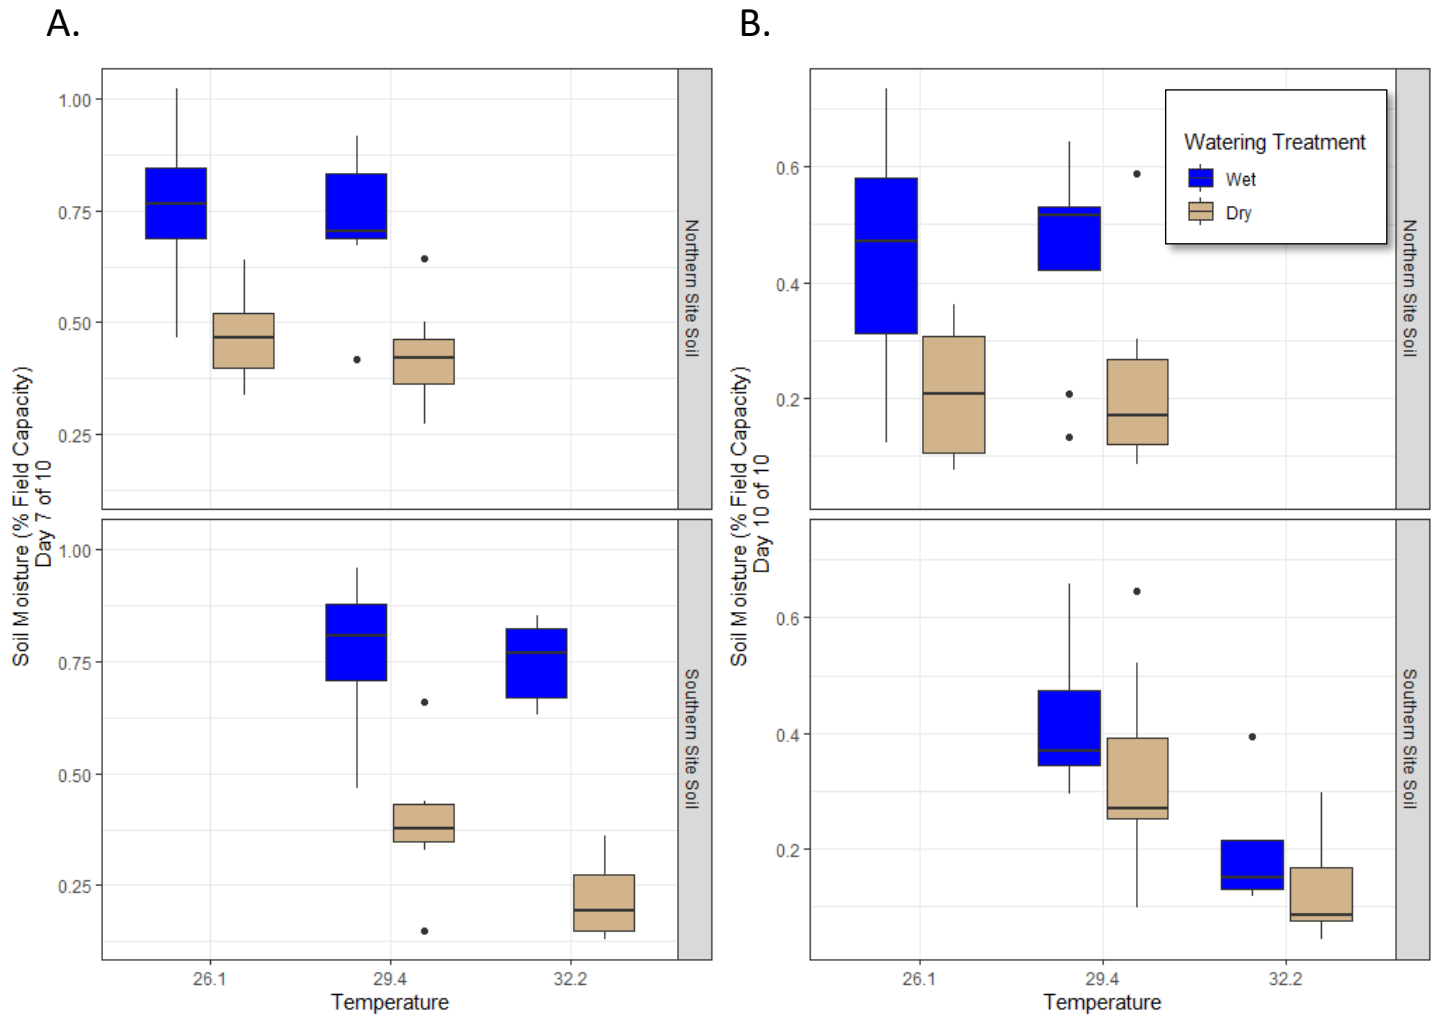 A.
B.
Soil Moisture (% Field Capacity)
Day 7 of 10
1.00
0.75
0.50
0.25
Northern Site Soil
1.00
0.75
0.50
0.25
Southern Site Soil
26.1
29.4
32.2
Temperature
Soil Moisture (% Field Capacity)
Day 10 of 10
0.6
0.4
0.2
Watering Treatment
Wet
Dry
Northern Site Soil
0.6
0.4
0.2
Southern Site Soil
26.1
29.4
32.2
Temperature